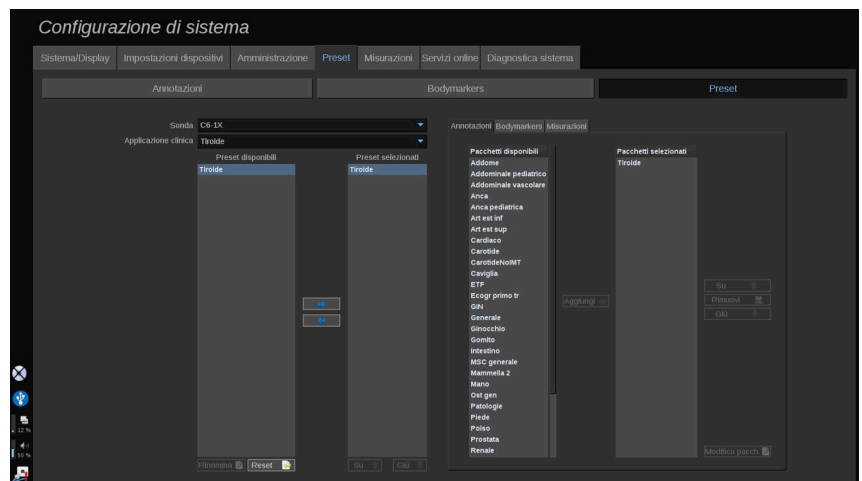 Configurazione di sistema
Sistema/Display Impostazioni dispositivi Amministrazione Preset Misurazioni Servizi online Diagnostica sistema
Annotazioni Bodymarkers Preset
Sonda C6-1X
Applicazione clinica Tiroide
Annotazioni Bodymarkers Misurazioni
Preset disponibili Preset selezionati
Tiroide Tiroide
Pacchetti disponibili Pacchetti selezionati
Addome Tiroide
Addominale pediatrico
Addominale vascolare
Anca
Anca pediatrica
Art est inf
Art est sup
Cardiaco
Carotide
CarotideNoIMT
Caviglia
ETF
Ecogr primo tr
GIN
Generale
Ginocchio
Gomito
Intestino
MSC generale
Mammella 2
Mano
Ost gen
Patologie
Piede
Polso
Prostata
Renale
Aggiungi
Su
Rimuovi
Giù
Modifica pacch.
Rinomina Reset Su Giù
12 %
50 %